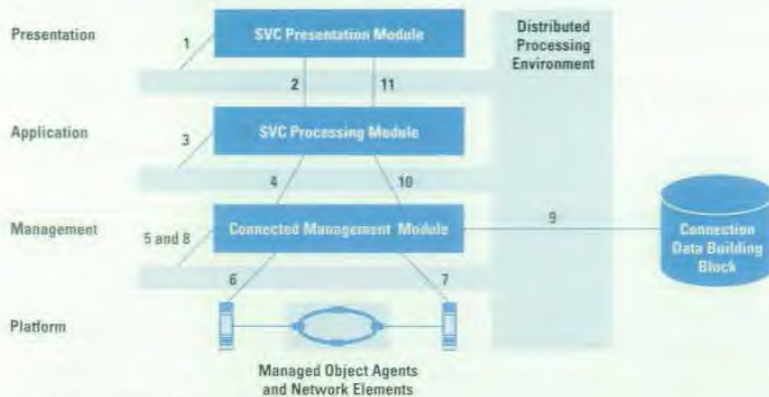 Presentation
1
SVC Presentation Module
Distributed
Processing
Environment
2
11
Application
3
SVC Processing Module
4
10
Management
5 and 8
Connected Management Module
9
Connection
Data Building
Block
6
7
Platform
Managed Object Agents
and Network Elements